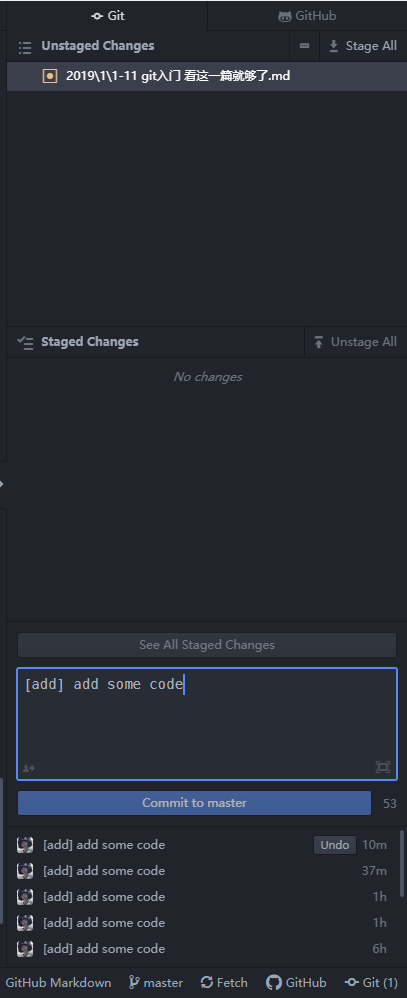 Git
GitHub
Unstaged Changes
Stage All
2019\1\1-11 git入门 看这一篇就够了.md
Staged Changes
Unstage All
No changes
See All Staged Changes
[add] add some code
Commit to master
53
[add] add some code Undo 10m
[add] add some code 37m
[add] add some code 1h
[add] add some code 1h
[add] add some code 6h
GitHub Markdown master Fetch GitHub Git (1)